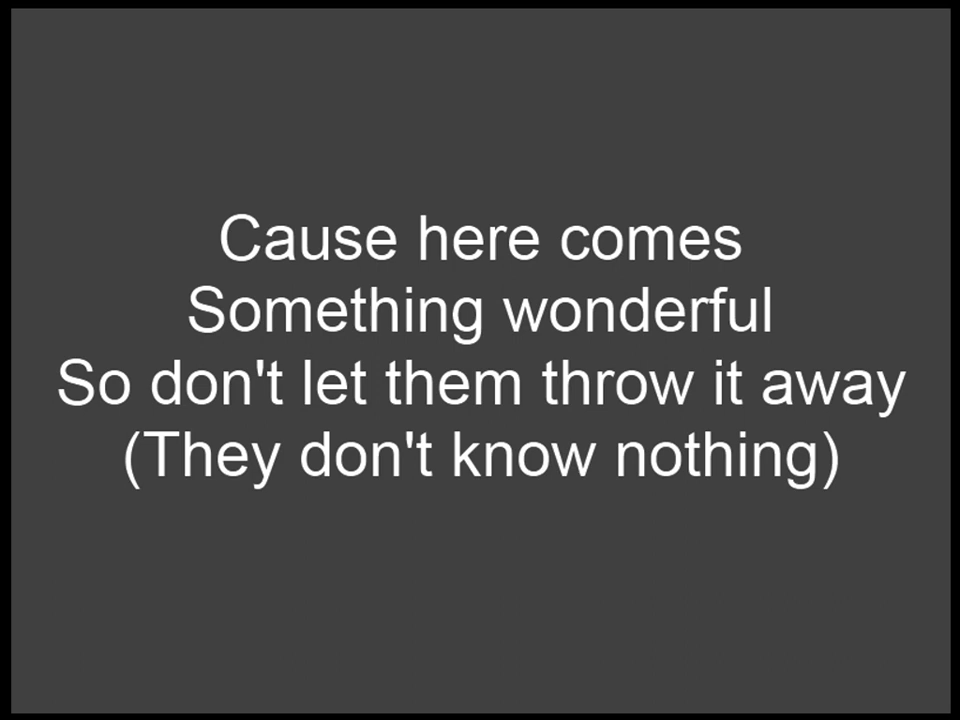 Cause here comes
Something wonderful
So don't let them throw it away
(They don't know nothing)